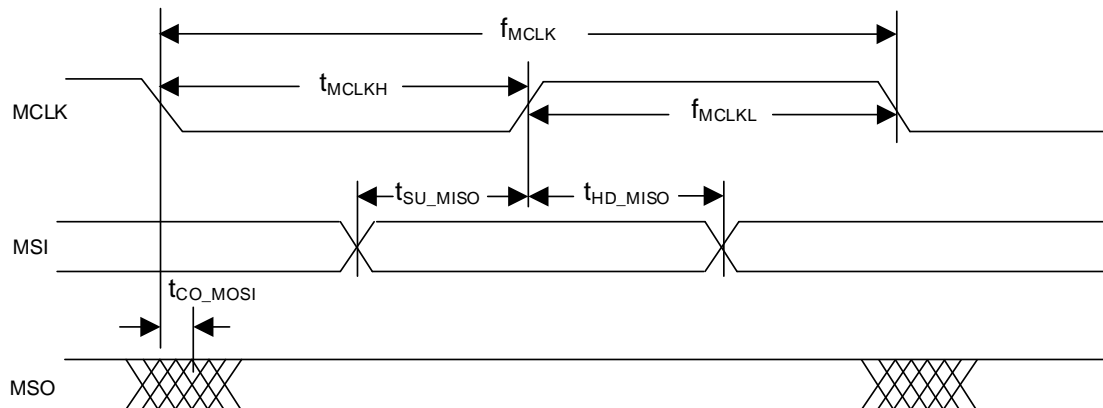 fMCLK
tMCLKH
MCLK
fMCLKL
tSU_MISO
tHD_MISO
MSI
tCO_MOSI
MSO